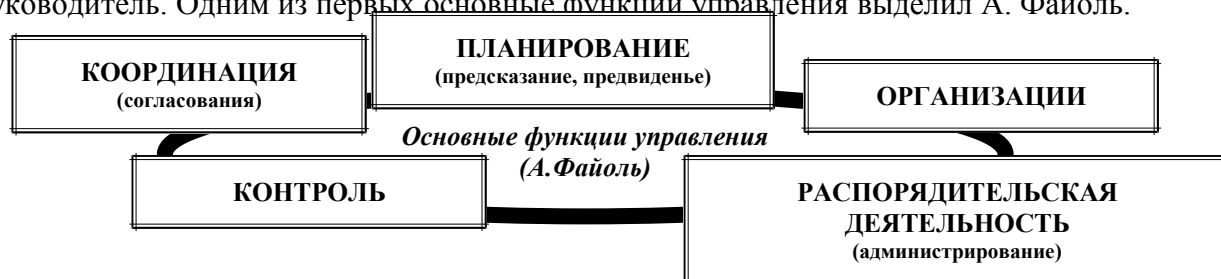 уководитель. Одним из первых основные функции управления выделил А. Файоль.
ПЛАНИРОВАНИЕ
(предсказание, предвиденье)
КООРДИНАЦИЯ
(согласования)
ОРГАНИЗАЦИИ
Основные функции управления
(А.Файоль)
КОНТРОЛЬ
РАСПОРЯДИТЕЛЬСКАЯ
ДЕЯТЕЛЬНОСТЬ
(администрирование)